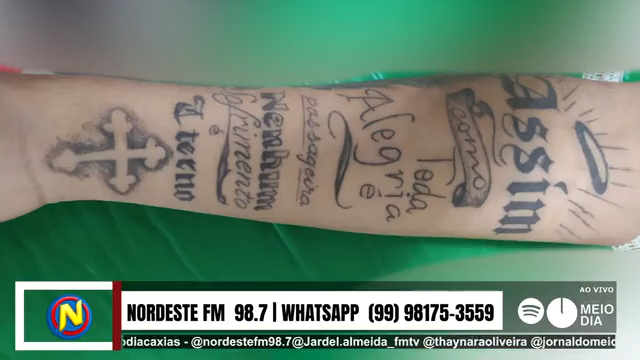 Assim
como
Toda
Alegria
é
passageira
Nenhum
sofrimento
é
Eterno
NORDESTE FM 98.7 | WHATSAPP (99) 98175-3559
AO VIVO
MEIO
DIA
odiacaxias - @nordestefm98.7@Jardel.almeida_fmtv @thaynaraoliveira @jornaldomeio
N